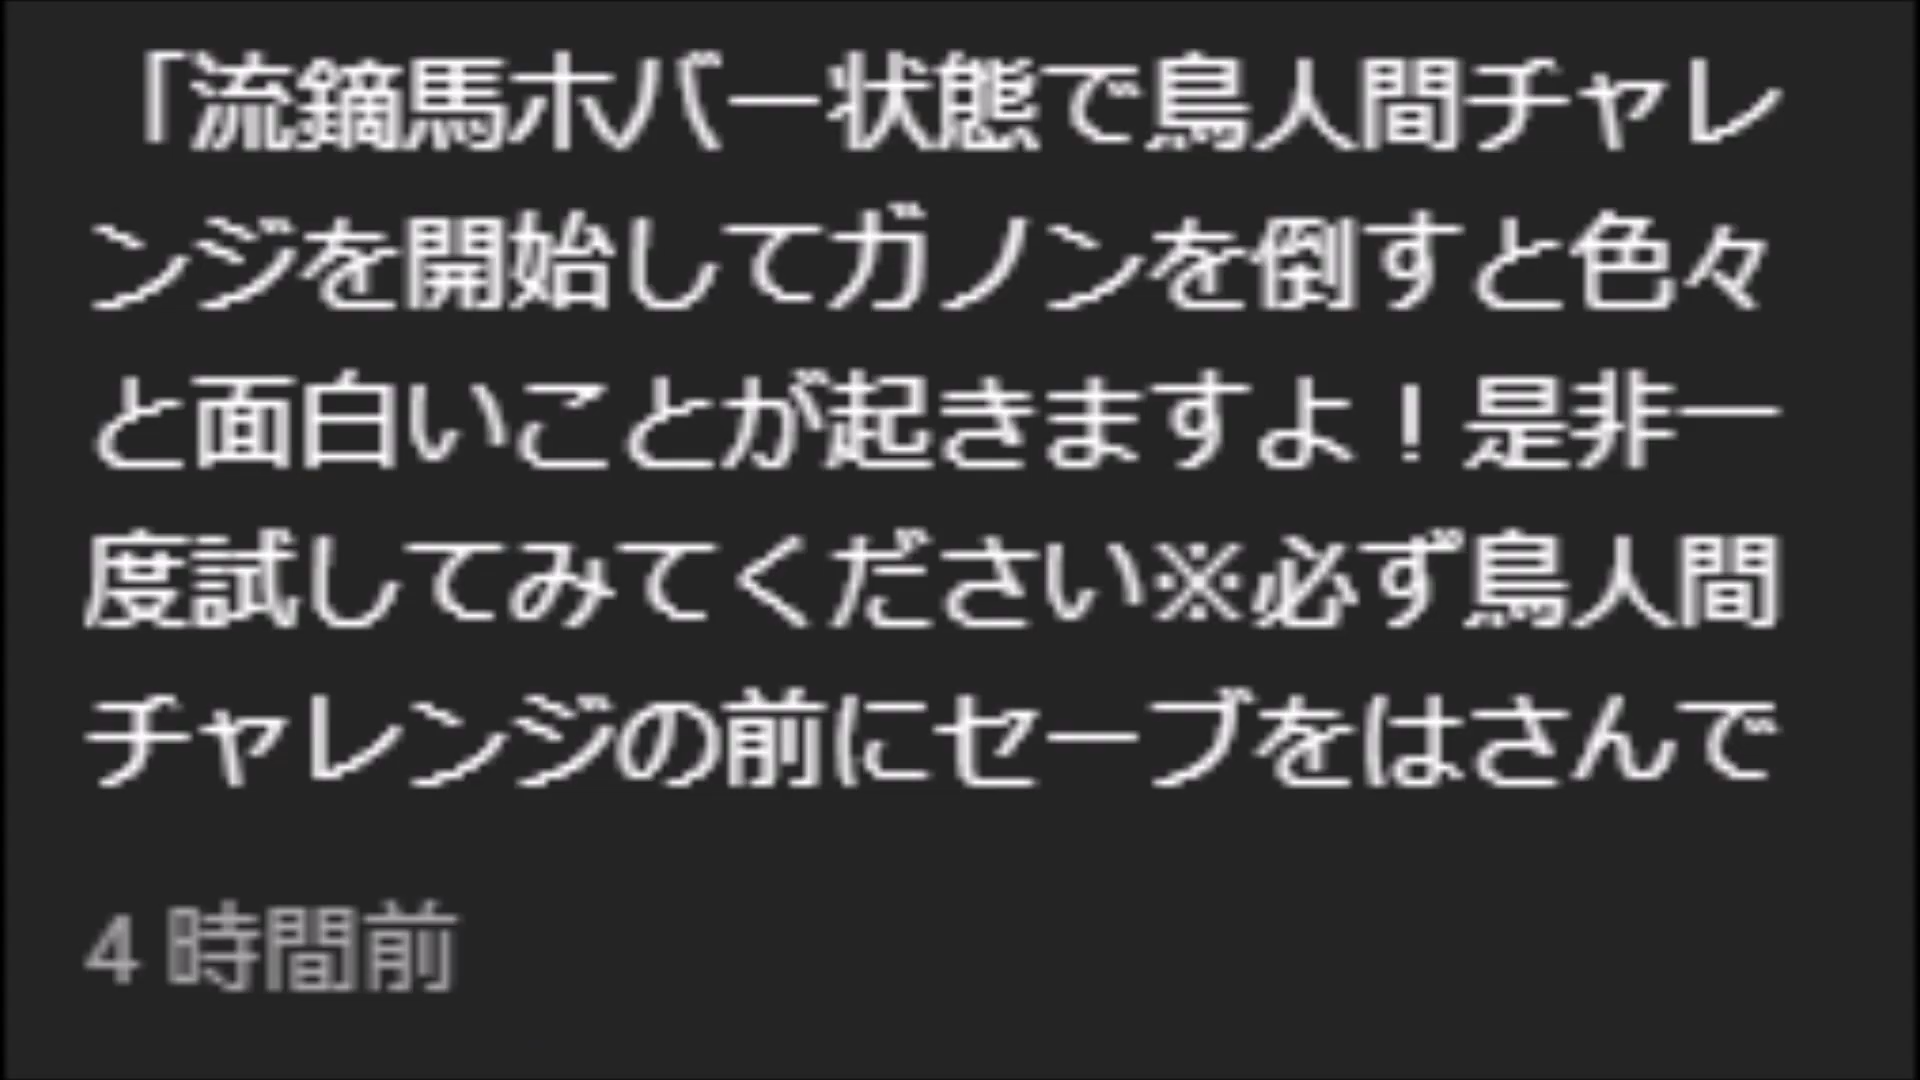 「流鏑馬ホバー状態で鳥人間チャレ
ンジを開始してガノンを倒すと色々
と面白いことが起きますよ！是非一
度試してみてください※必ず鳥人間
チャレンジの前にセーブをはさんで
4 時間前